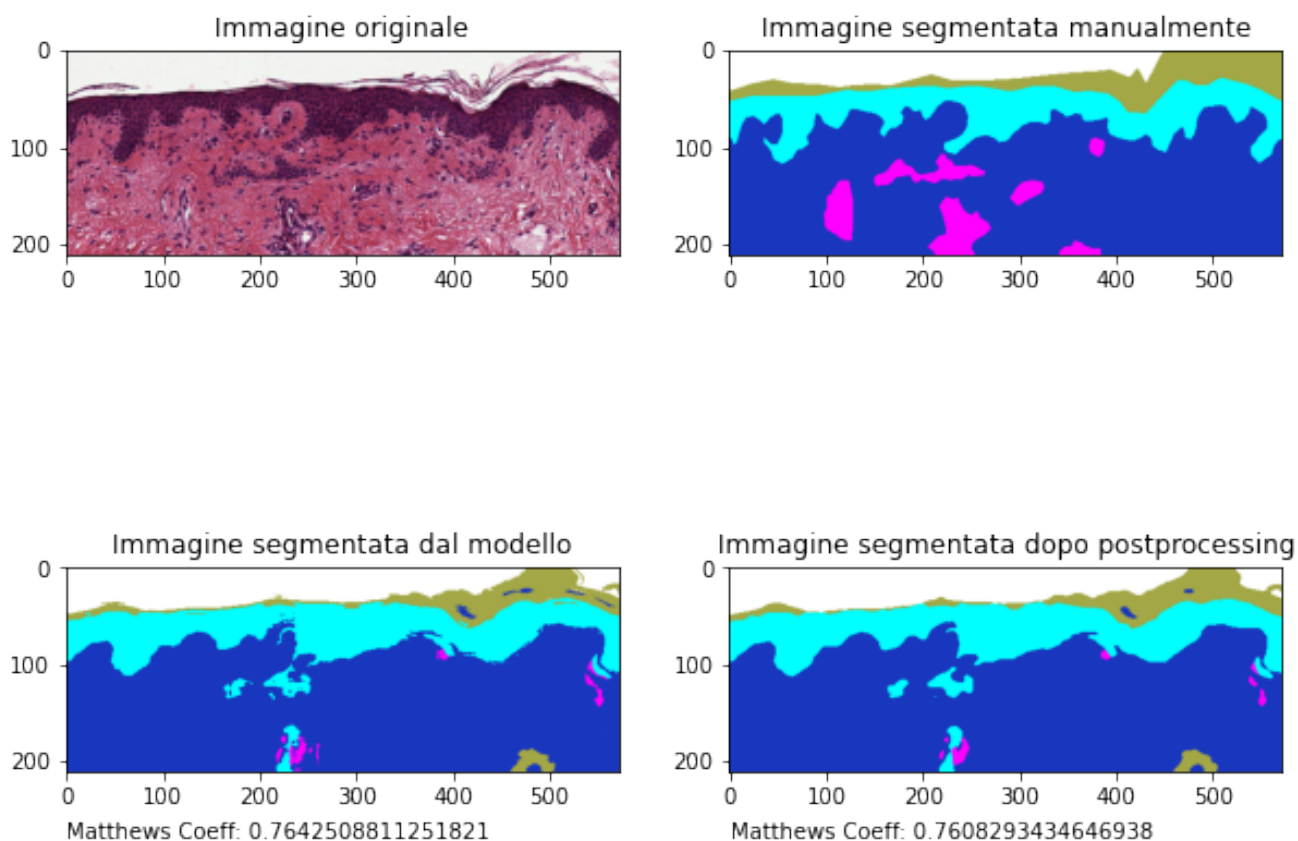 Immagine originale
0
100
200
0 100 200 300 400 500
Immagine segmentata manualmente
0
100
200
0 100 200 300 400 500
Immagine segmentata dal modello
0
100
200
0 100 200 300 400 500
Matthews Coeff: 0.7642508811251821
Immagine segmentata dopo postprocessing
0
100
200
0 100 200 300 400 500
Matthews Coeff: 0.7608293434646938